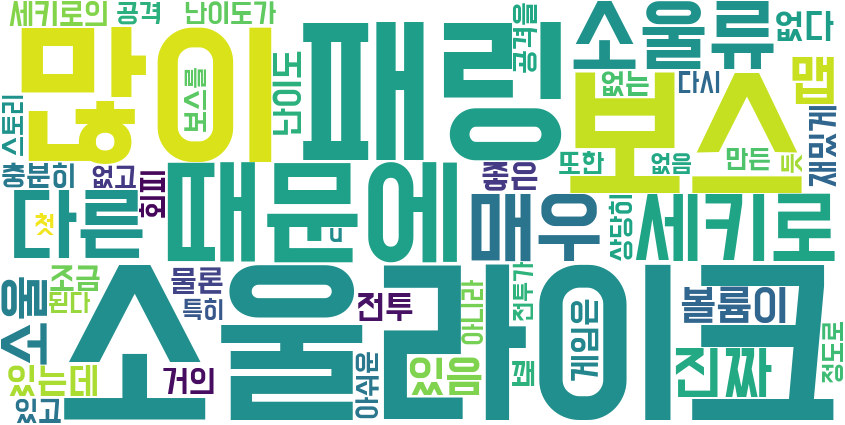 세키로의 공격 난이도가
많이
보스를
난이도
패링
공격을
소울류
없다
없는
다시
맵
스토리
보스
재밌게
충분히
없고
회피
때문에
좋은
또한
없음
만든
듯
첫
다른
매우
상당히
세키로
소울
조금
된다
물론
특히
소울라이크
전투
아니라
전투가
게임은
볼륨이
있는데
거의
아쉬운
있음
진짜
정도로
있고